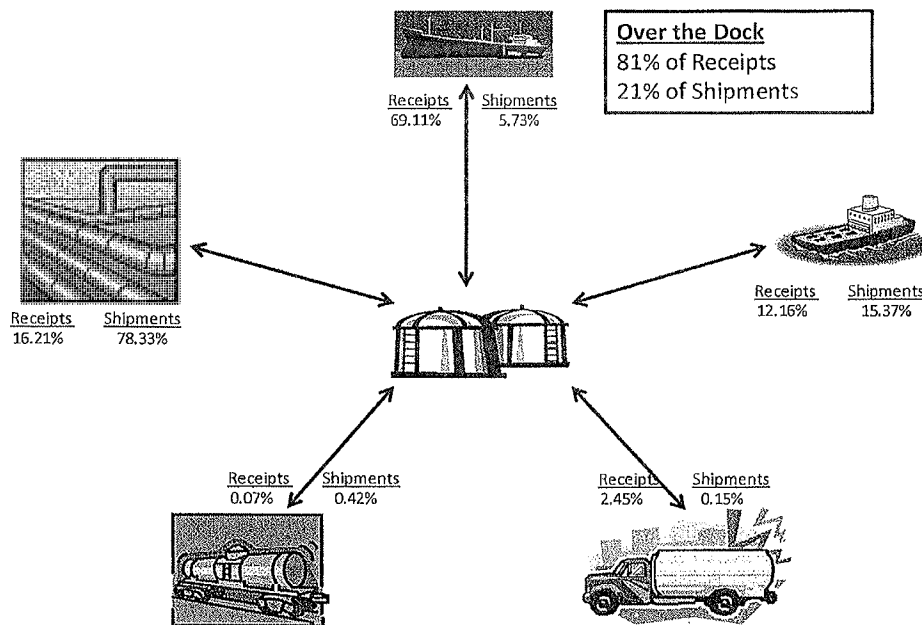 Over the Dock
81% of Receipts
21% of Shipments
Receipts Shipments
69.11% 5.73%
Receipts Shipments
16.21% 78.33%
Receipts Shipments
12.16% 15.37%
Receipts Shipments
0.07% 0.42%
Receipts Shipments
2.45% 0.15%
H